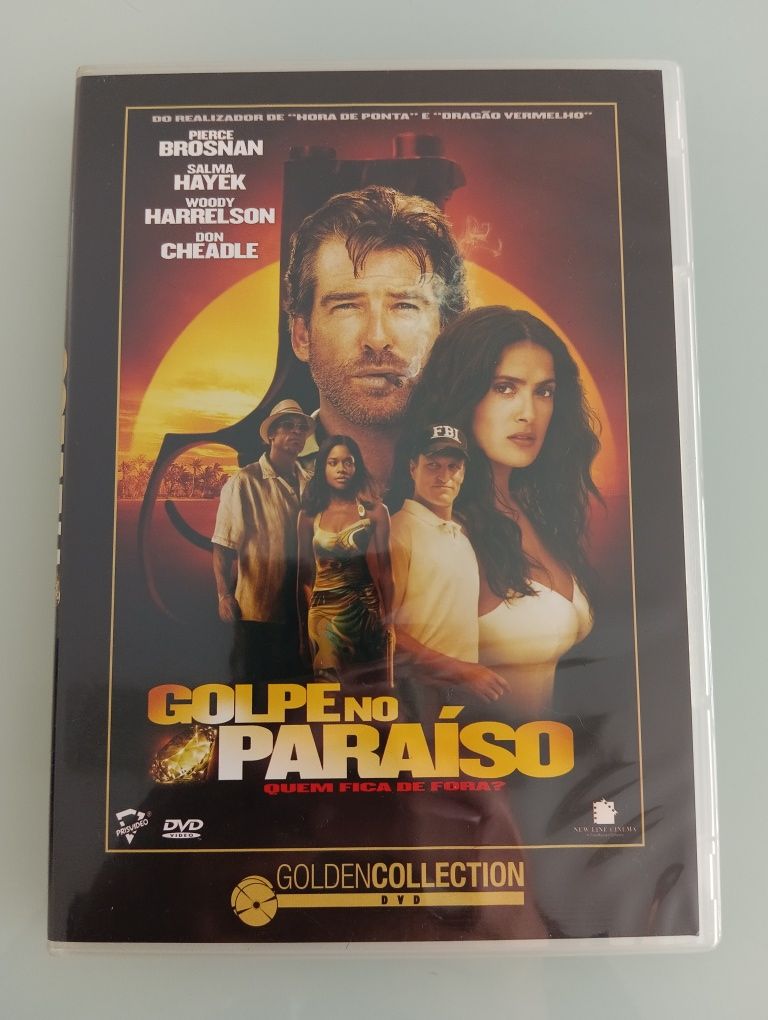 DO REALIZADOR DE "HORA DE PONTA" E "DRAGÃO VERMELHO"
PIERCE
BROSNAN
SALMA
HAYEK
WOODY
HARRELSON
DON
CHEADLE
FBI
GOLPE NO
PARAÍSO
QUEM FICA DE FORA?
PRISVIDEO®
DVD
VIDEO
NEW LINE CINEMA
GOLDENCOLLECTION
DVD